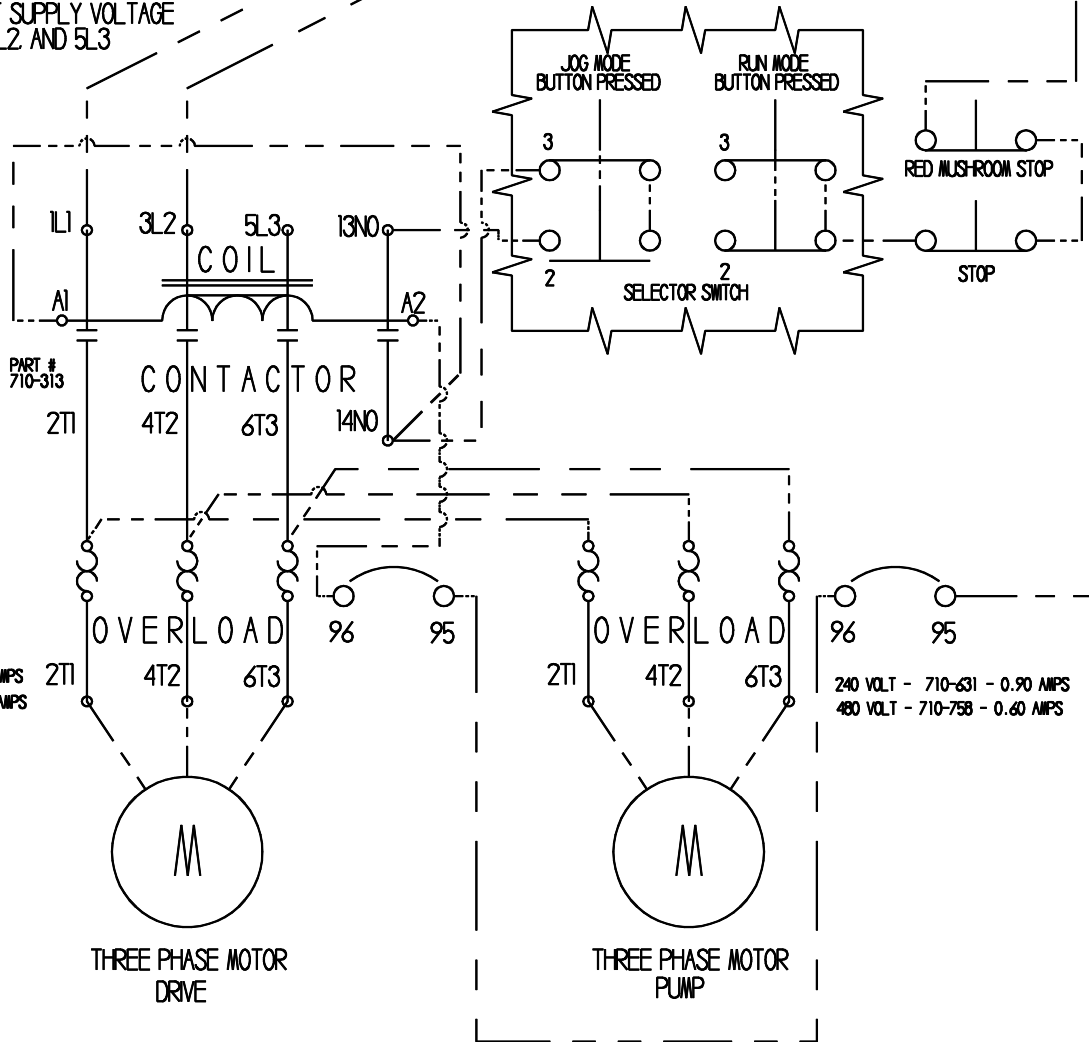 SUPPLY VOLTAGE
L2 AND 5L3
JOG MODE
BUTTON PRESSED
RUN MODE
BUTTON PRESSED
3
3
RED MUSHROOM STOP
1L1
3L2
5L3
13NO
COIL
2
2
STOP
SELECTOR SWITCH
A1
A2
PART #
710-313
CONTACTOR
2T1
4T2
6T3
14NO
OVERLOAD
96
95
OVERLOAD
96
95
AMPS
AMPS
2T1
4T2
6T3
2T1
4T2
6T3
240 VOLT - 710-631 - 0.90 AMPS
480 VOLT - 710-758 - 0.60 AMPS
M
M
THREE PHASE MOTOR
DRIVE
THREE PHASE MOTOR
PUMP